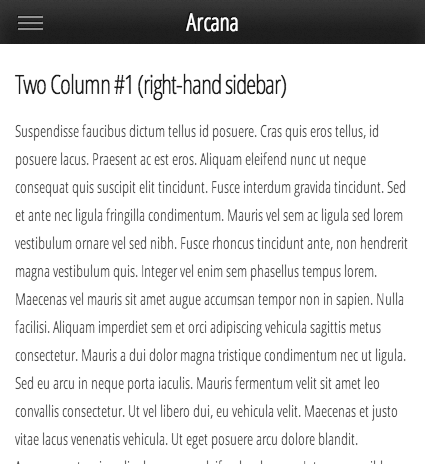 Arcana
Two Column #1 (right-hand sidebar)
Suspendisse faucibus dictum tellus id posuere. Cras quis eros tellus, id
posuere lacus. Praesent ac est eros. Aliquam eleifend nunc ut neque
consequat quis suscipit elit tincidunt. Fusce interdum gravida tincidunt. Sed
et ante nec ligula fringilla condimentum. Mauris vel sem ac ligula sed lorem
vestibulum ornare vel sed nibh. Fusce rhoncus tincidunt ante, non hendrerit
magna vestibulum quis. Integer vel enim sem phasellus tempus lorem.
Maecenas vel mauris sit amet augue accumsan tempor non in sapien. Nulla
facilisi. Aliquam imperdiet sem et orci adipiscing vehicula sagittis metus
consectetur. Mauris a dui dolor magna tristique condimentum nec ut ligula.
Sed eu arcu in neque porta iaculis. Mauris fermentum velit sit amet leo
convallis consectetur. Ut vel libero dui, eu vehicula velit. Maecenas et justo
vitae lacus venenatis vehicula. Ut eget posuere arcu dolore blandit.